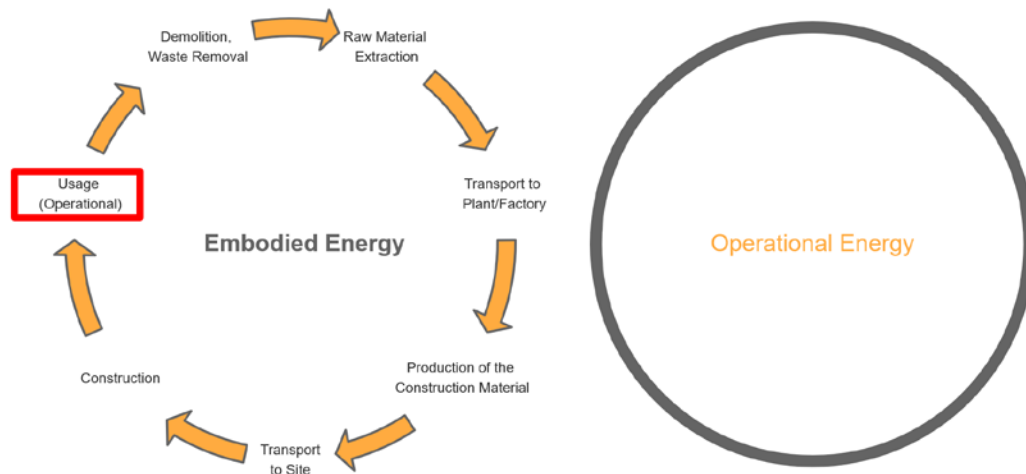 Demolition,
Waste Removal
Raw Material
Extraction
Transport to
Plant/Factory
Production of the
Construction Material
Transport
to Site
Construction
Usage
(Operational)
Embodied Energy
Operational Energy